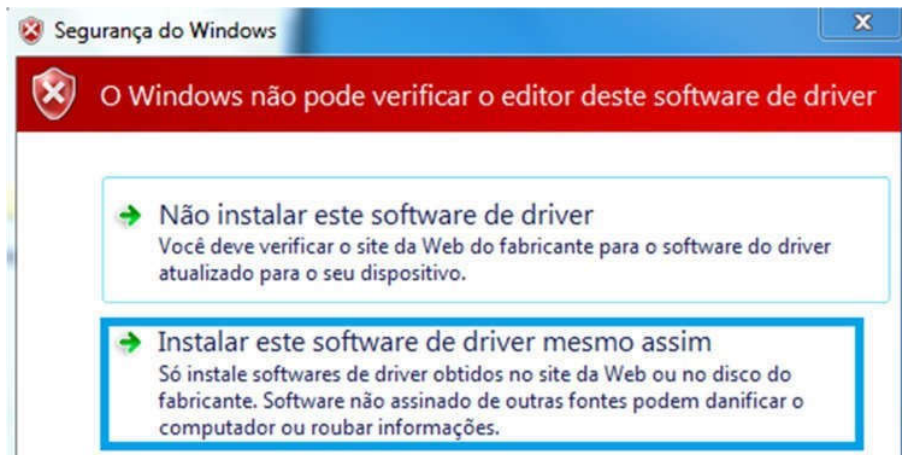 Segurança do Windows
O Windows não pode verificar o editor deste software de driver
Não instalar este software de driver
Você deve verificar o site da Web do fabricante para o software do driver
atualizado para o seu dispositivo.
Instalar este software de driver mesmo assim
Só instale softwares de driver obtidos no site da Web ou no disco do
fabricante. Software não assinado de outras fontes podem danificar o
computador ou roubar informações.